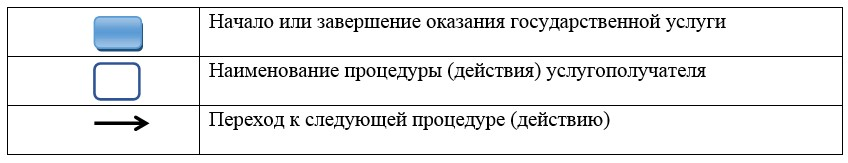 Начало или завершение оказания государственной услуги
Наименование процедуры (действия) услугополучателя
Переход к следующей процедуре (действию)